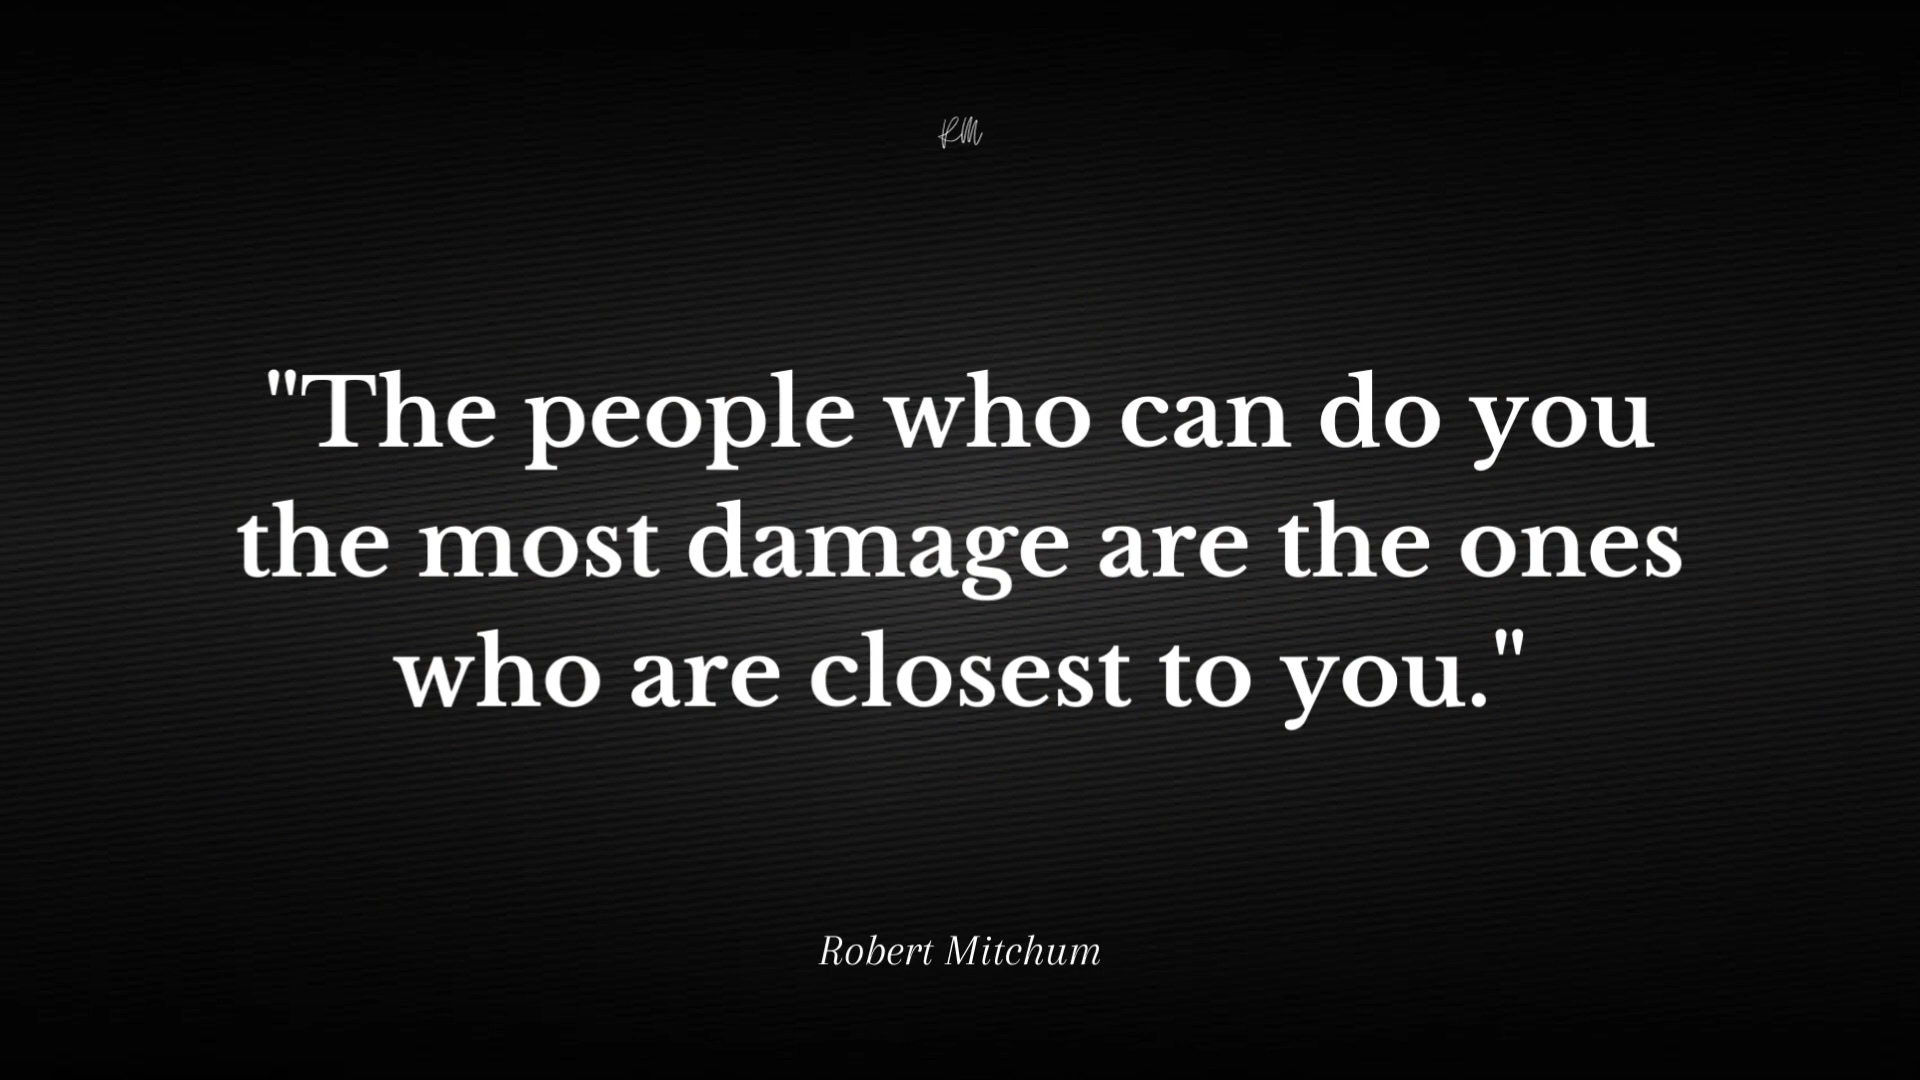 RM
"The people who can do you
the most damage are the ones
who are closest to you."
Robert Mitchum